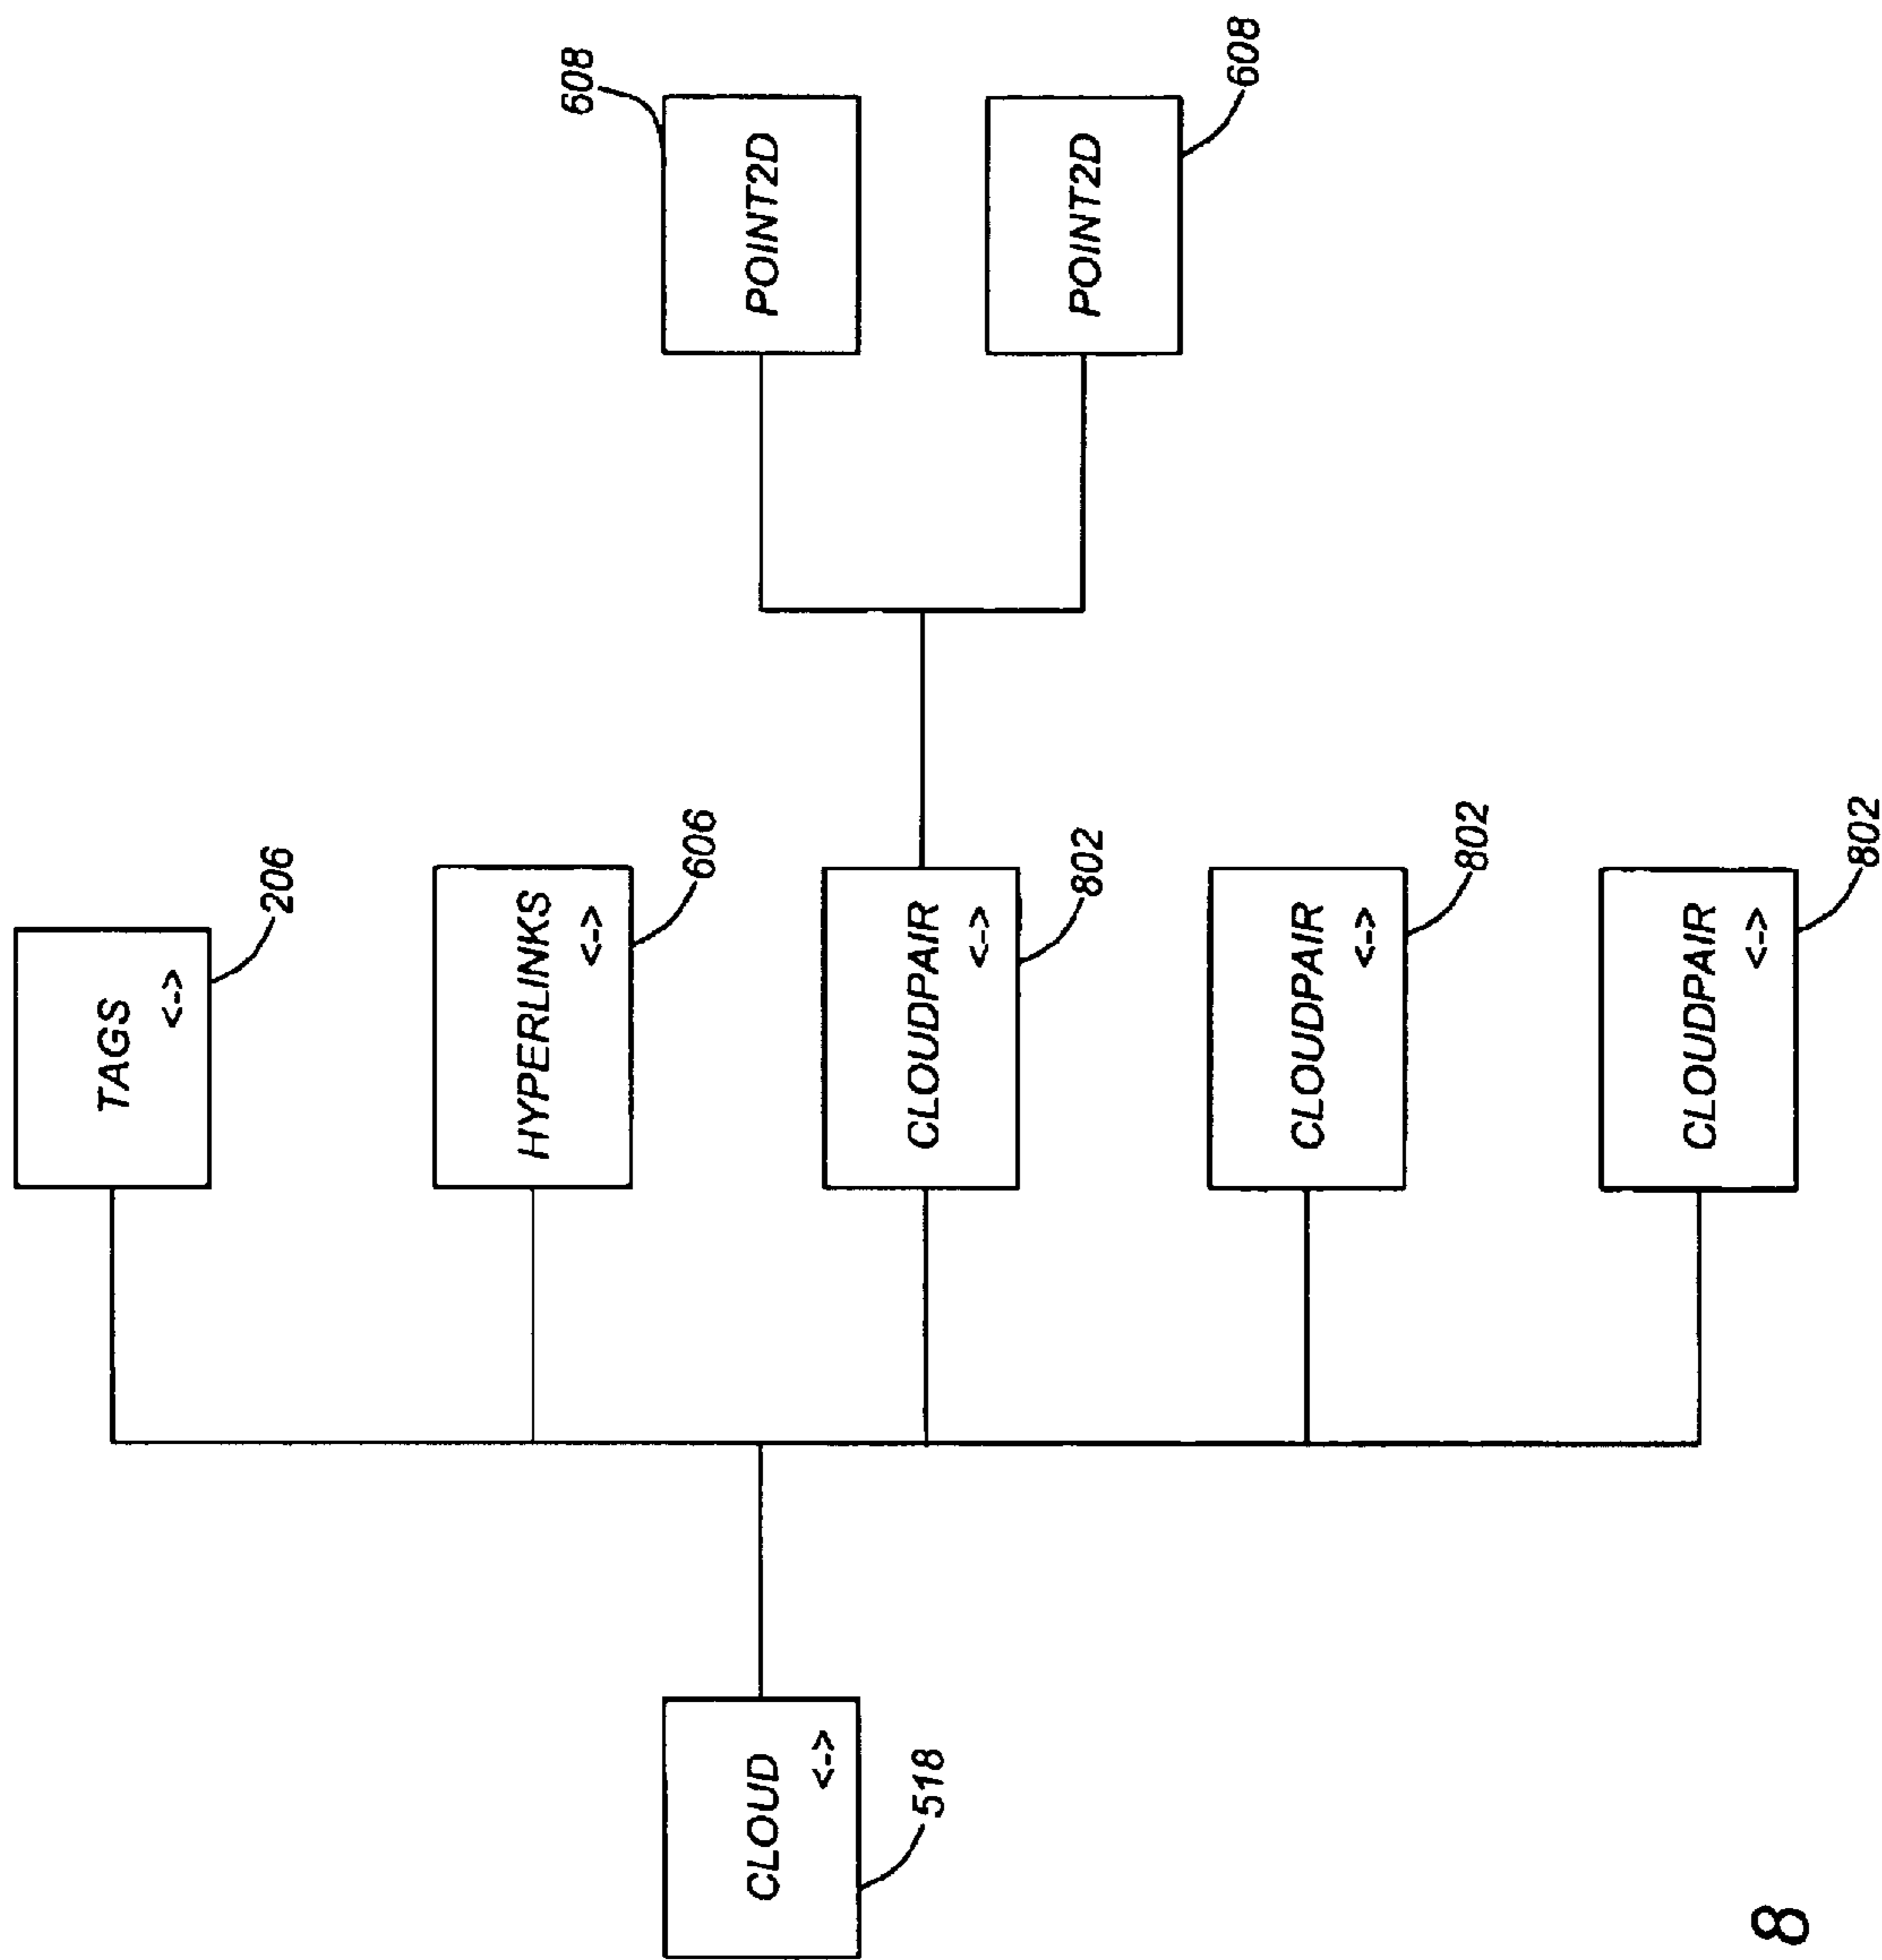 CLOUD
<->
518
TAGS
<->
206
HYPERLINKS
<->
606
CLOUDPAIR
<->
802
CLOUDPAIR
<->
802
CLOUDPAIR
<->
802
POINT2D
608
POINT2D
608
8